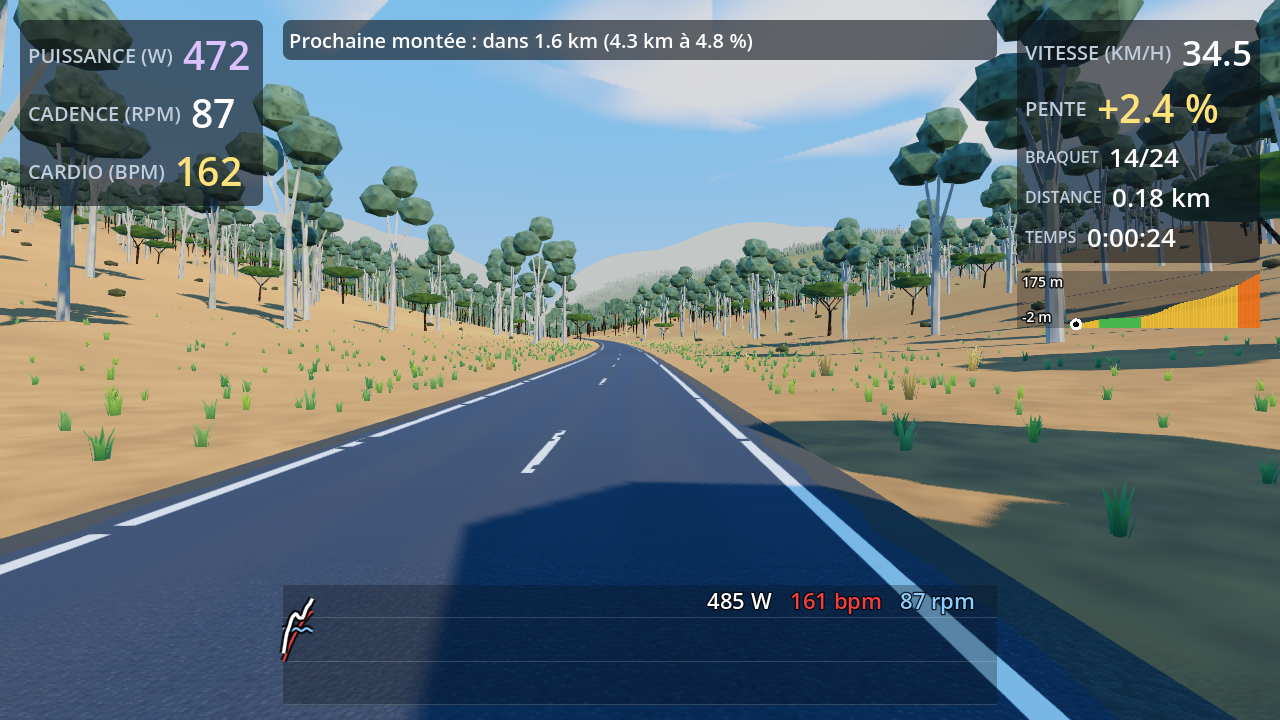 PUISSANCE (W) 472
CADENCE (RPM) 87
CARDIO (BPM) 162
Prochaine montée : dans 1.6 km (4.3 km à 4.8 %)
VITESSE (KM/H) 34.5
PENTE +2.4 %
BRAQUET 14/24
DISTANCE 0.18 km
TEMPS 0:00:24
175 m
-2 m
485 W 161 bpm 87 rpm